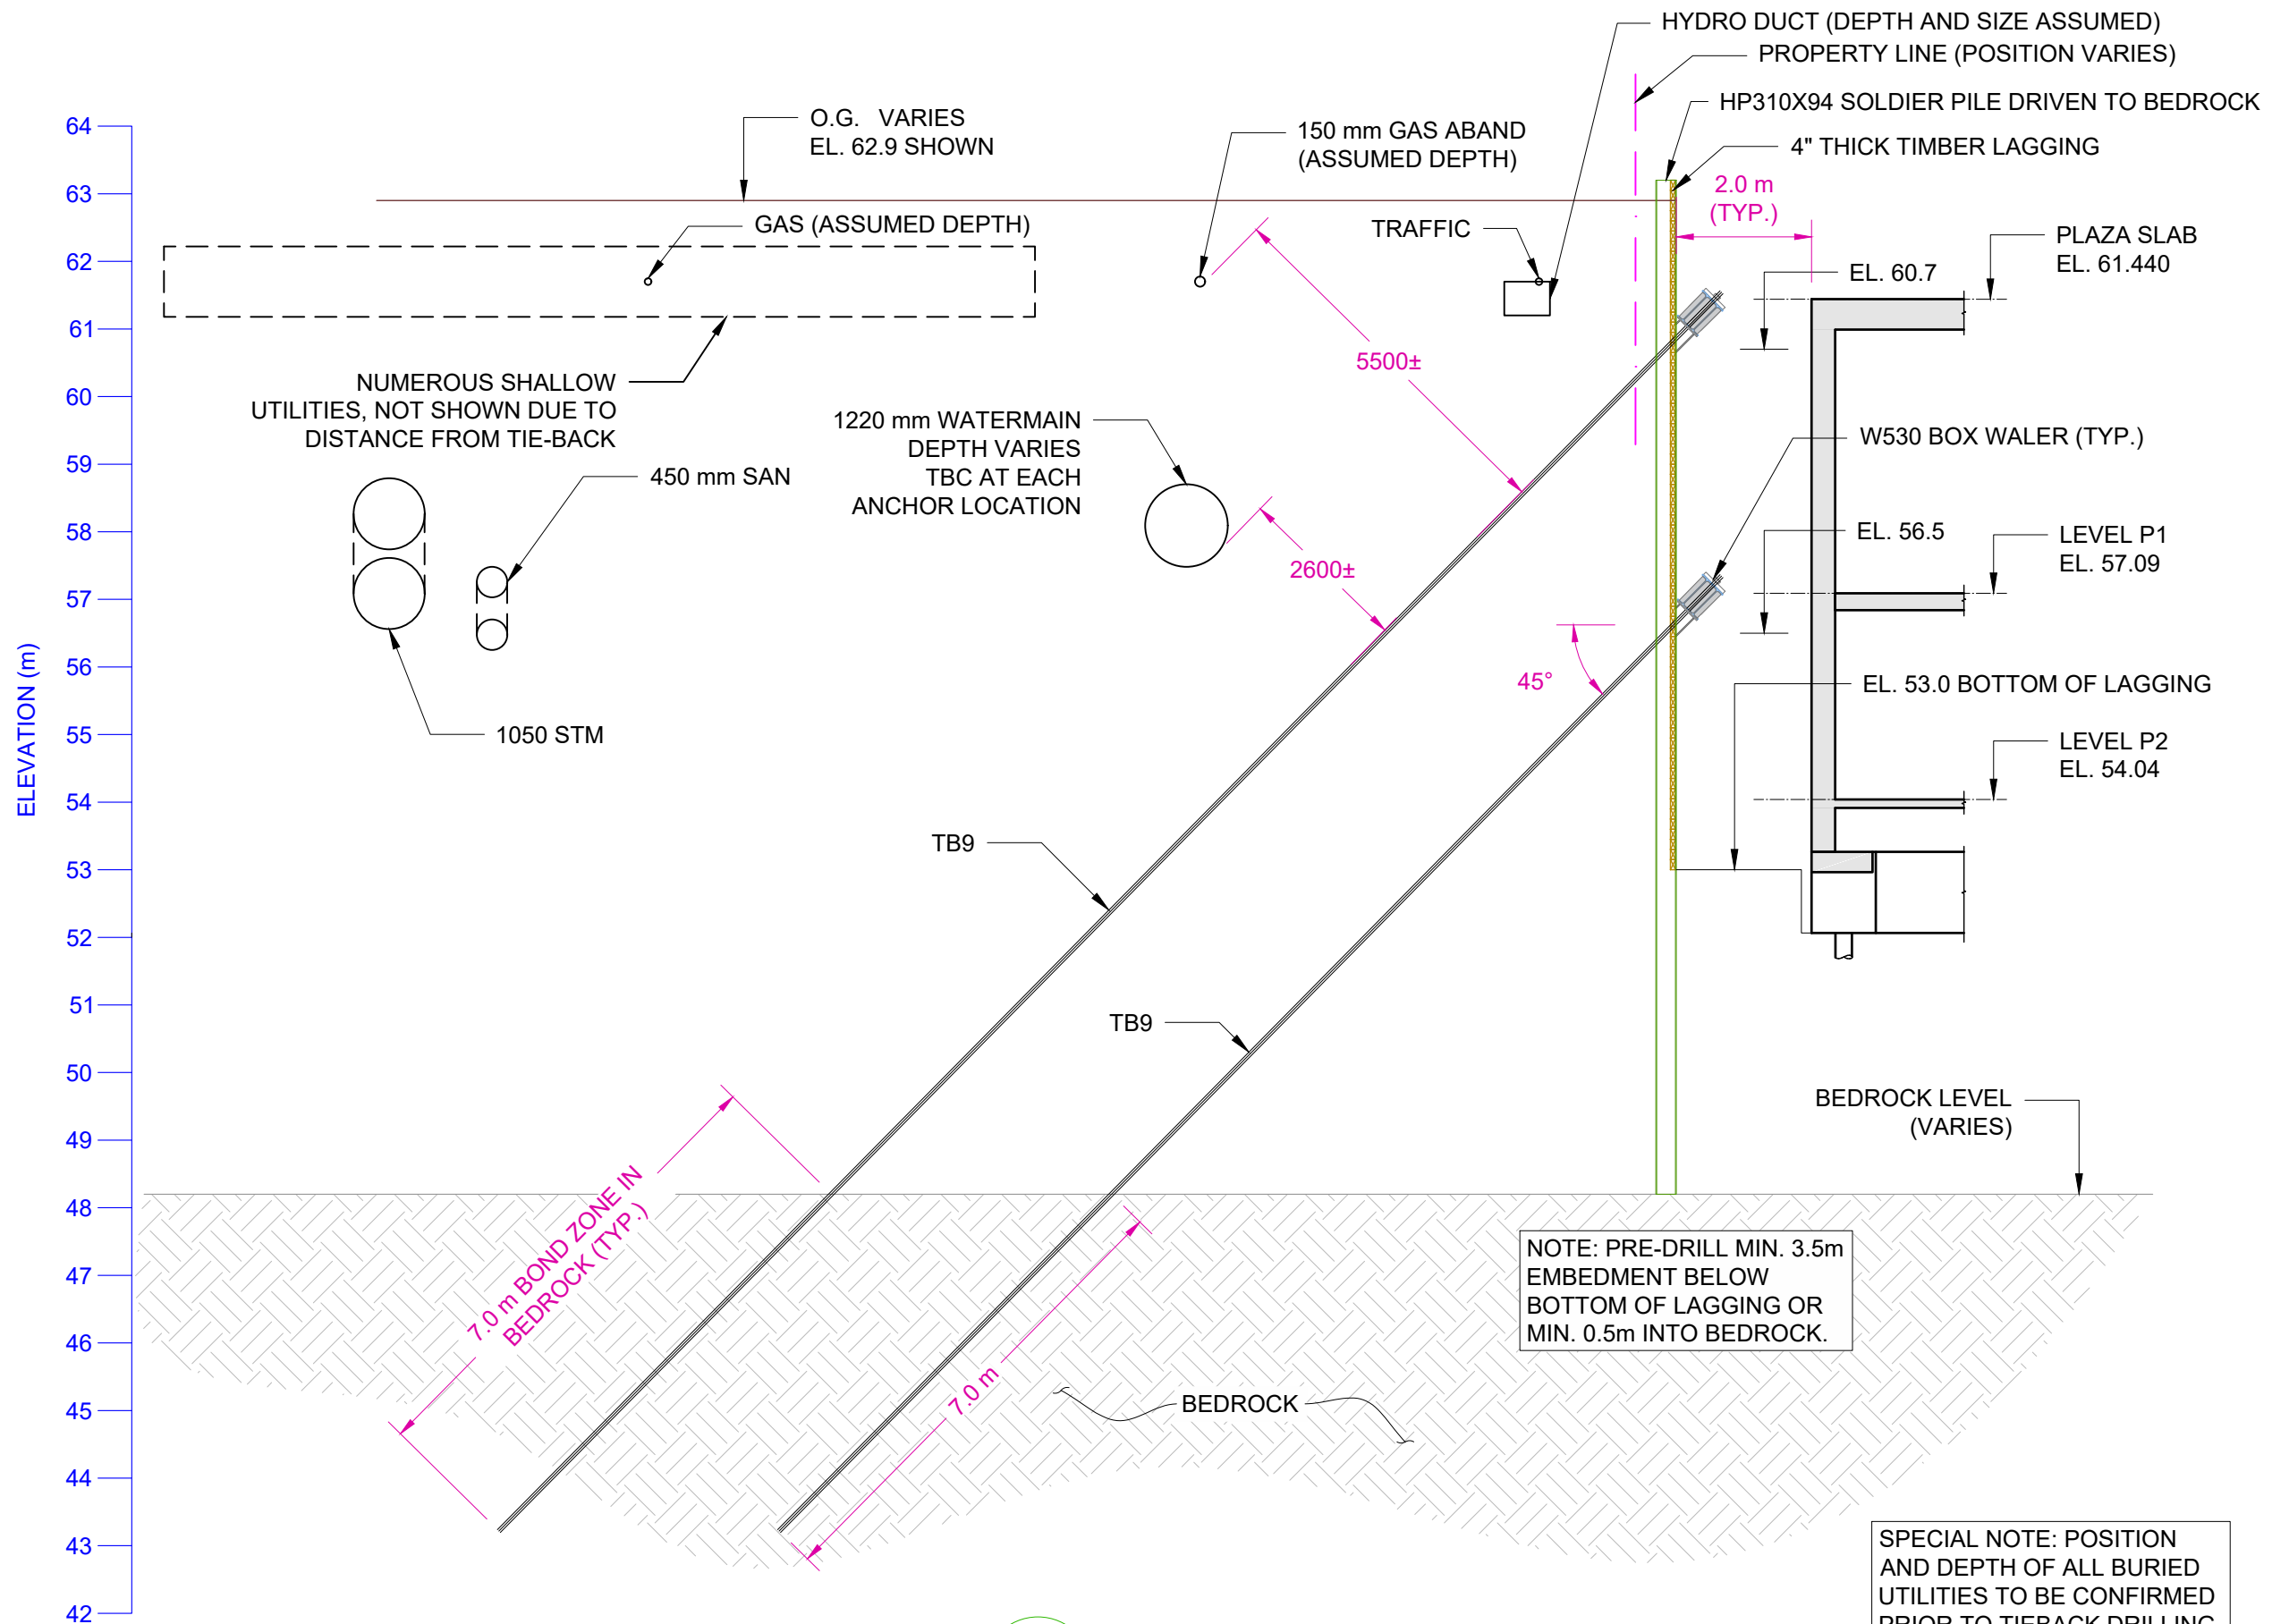 HYDRO DUCT (DEPTH AND SIZE ASSUMED)
PROPERTY LINE (POSITION VARIES)
HP310X94 SOLDIER PILE DRIVEN TO BEDROCK
4" THICK TIMBER LAGGING
O.G. VARIES
EL. 62.9 SHOWN
150 mm GAS ABAND
(ASSUMED DEPTH)
2.0 m
(TYP.)
GAS (ASSUMED DEPTH)
TRAFFIC
PLAZA SLAB
EL. 61.440
EL. 60.7
5500±
NUMEROUS SHALLOW
UTILITIES, NOT SHOWN DUE TO
DISTANCE FROM TIE-BACK
1220 mm WATERMAIN
DEPTH VARIES
TBC AT EACH
ANCHOR LOCATION
W530 BOX WALER (TYP.)
450 mm SAN
2600±
EL. 56.5
LEVEL P1
EL. 57.09
45°
EL. 53.0 BOTTOM OF LAGGING
1050 STM
LEVEL P2
EL. 54.04
TB9
TB9
BEDROCK LEVEL
(VARIES)
7.0 m BOND ZONE IN
BEDROCK (TYP.)
7.0 m
NOTE: PRE-DRILL MIN. 3.5m
EMBEDMENT BELOW
BOTTOM OF LAGGING OR
MIN. 0.5m INTO BEDROCK.
BEDROCK
SPECIAL NOTE: POSITION
AND DEPTH OF ALL BURIED
UTILITIES TO BE CONFIRMED
PRIOR TO TIEBACK DRILLING
ELEVATION (m)
64
63
62
61
60
59
58
57
56
55
54
53
52
51
50
49
48
47
46
45
44
43
42